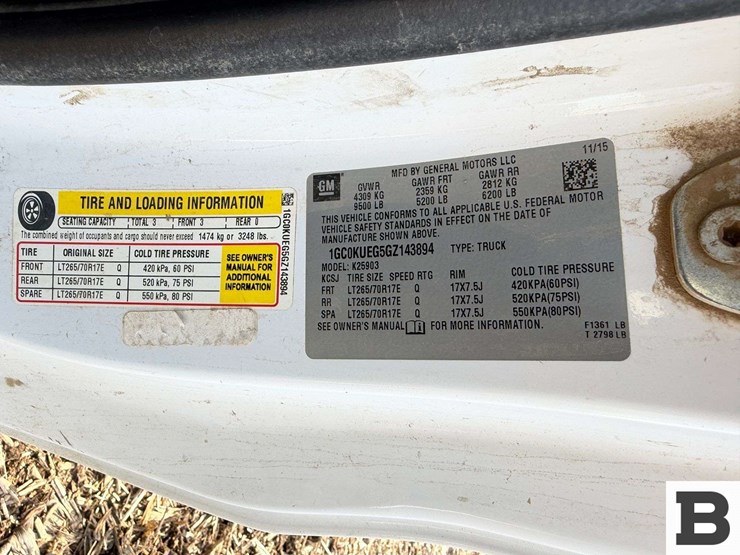 TIRE AND LOADING INFORMATION
SEATING CAPACITY TOTAL 3 FRONT 3 REAR 0
The combined weight of occupants and cargo should never exceed 1474 kg or 3248 lbs.
TIRE ORIGINAL SIZE COLD TIRE PRESSURE
FRONT LT265/70R17E Q 420 kPa, 60 PSI
REAR LT265/70R17E Q 520 kPa, 75 PSI
SPARE LT265/70R17E Q 550 kPa, 80 PSI
SEE OWNER'S
MANUAL FOR
ADDITIONAL
INFORMATION
1GC0KUEG5GZ143894
GM
MFD BY GENERAL MOTORS LLC
11/15
GVWR GAWR FRT GAWR RR
4309 KG 2359 KG 2812 KG
9500 LB 5200 LB 6200 LB
THIS VEHICLE CONFORMS TO ALL APPLICABLE U.S. FEDERAL MOTOR
VEHICLE SAFETY STANDARDS IN EFFECT ON THE DATE OF
MANUFACTURE SHOWN ABOVE.
1GC0KUEG5GZ143894 TYPE: TRUCK
MODEL: K25903
KCSJ TIRE SIZE SPEED RTG RIM COLD TIRE PRESSURE
FRT LT265/70R17E Q 17X7.5J 420KPA(60PSI)
RR LT265/70R17E Q 17X7.5J 520KPA(75PSI)
SPA LT265/70R17E Q 17X7.5J 550KPA(80PSI)
SEE OWNER'S MANUAL FOR MORE INFORMATION.
F1361 LB
T 2798 LB
B